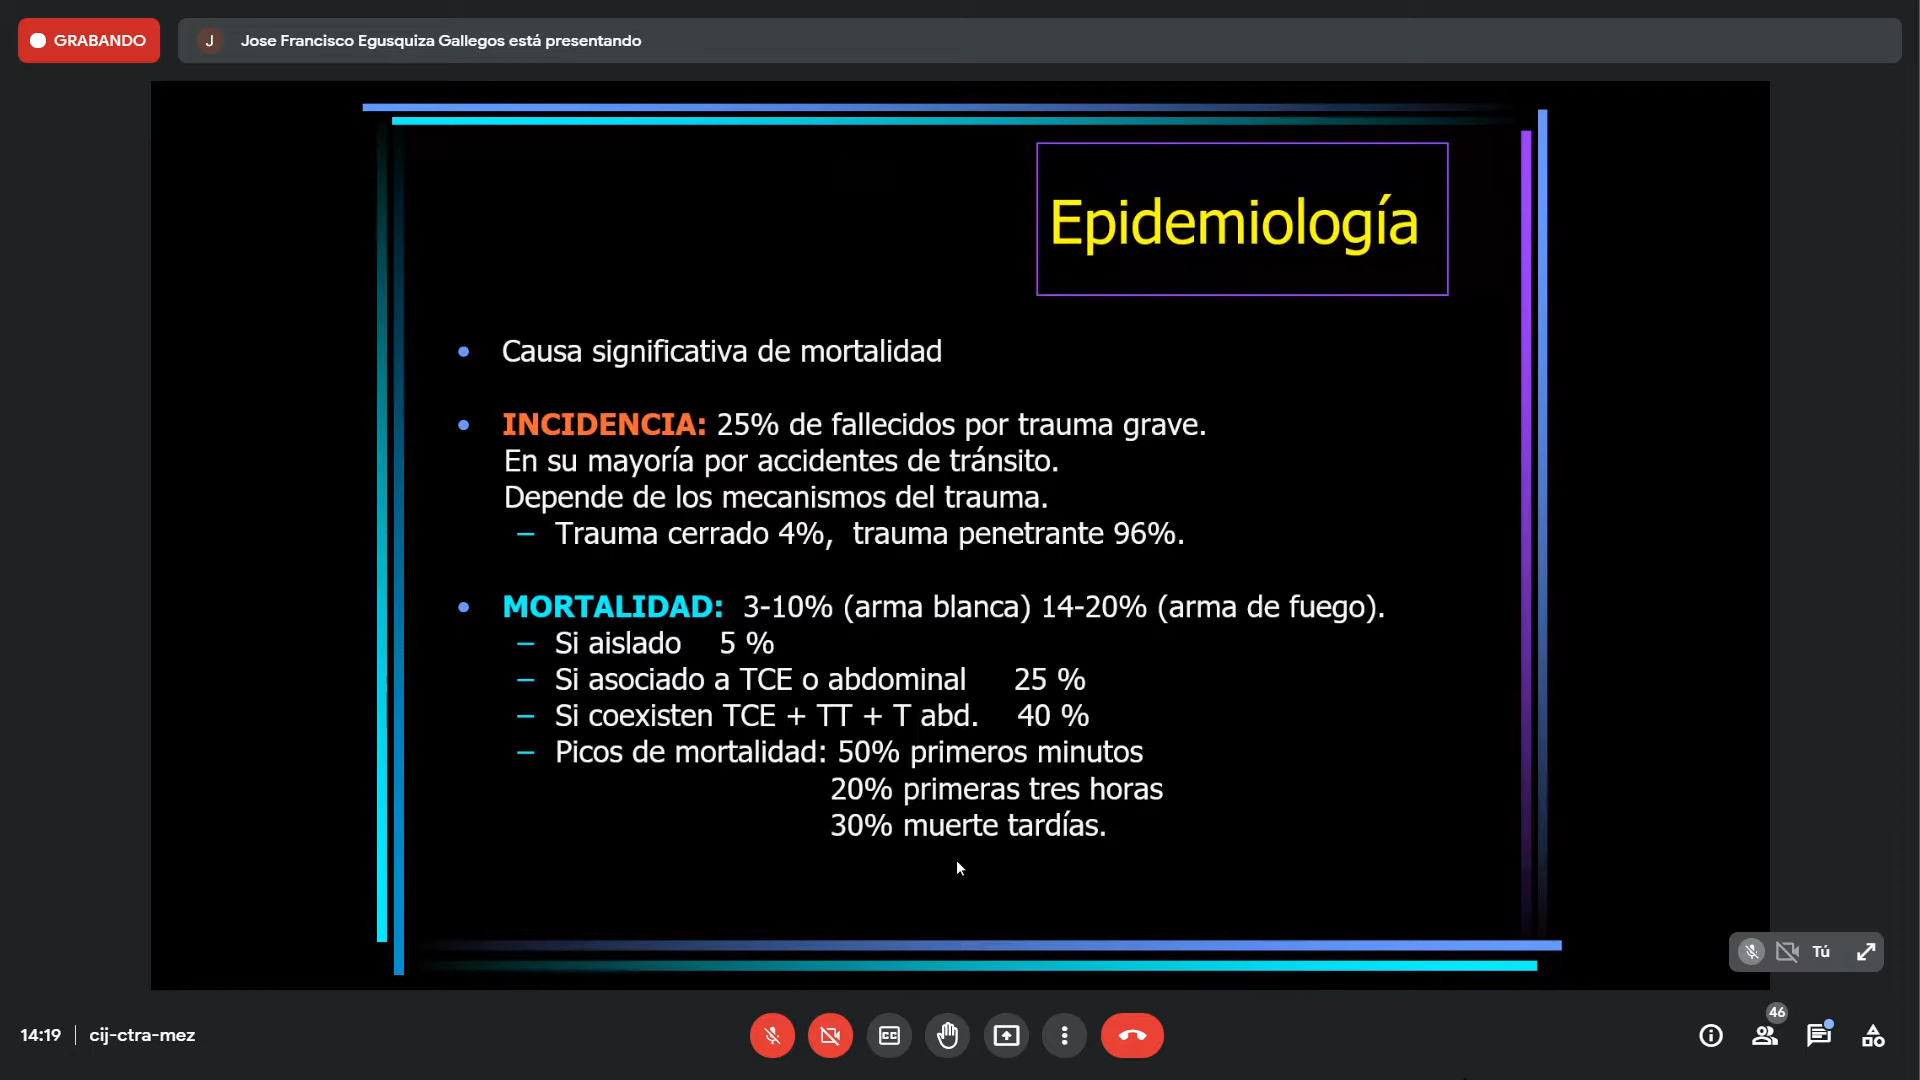 GRABANDO
J
Jose Francisco Egusquiza Gallegos está presentando
Epidemiología
• Causa significativa de mortalidad
• INCIDENCIA: 25% de fallecidos por trauma grave.
En su mayoría por accidentes de tránsito.
Depende de los mecanismos del trauma.
– Trauma cerrado 4%, trauma penetrante 96%.
• MORTALIDAD: 3-10% (arma blanca) 14-20% (arma de fuego).
– Si aislado 5 %
– Si asociado a TCE o abdominal 25 %
– Si coexisten TCE + TT + T abd. 40 %
– Picos de mortalidad: 50% primeros minutos
20% primeras tres horas
30% muerte tardías.
Tú
14:19 | cij-ctra-mez
CC
46